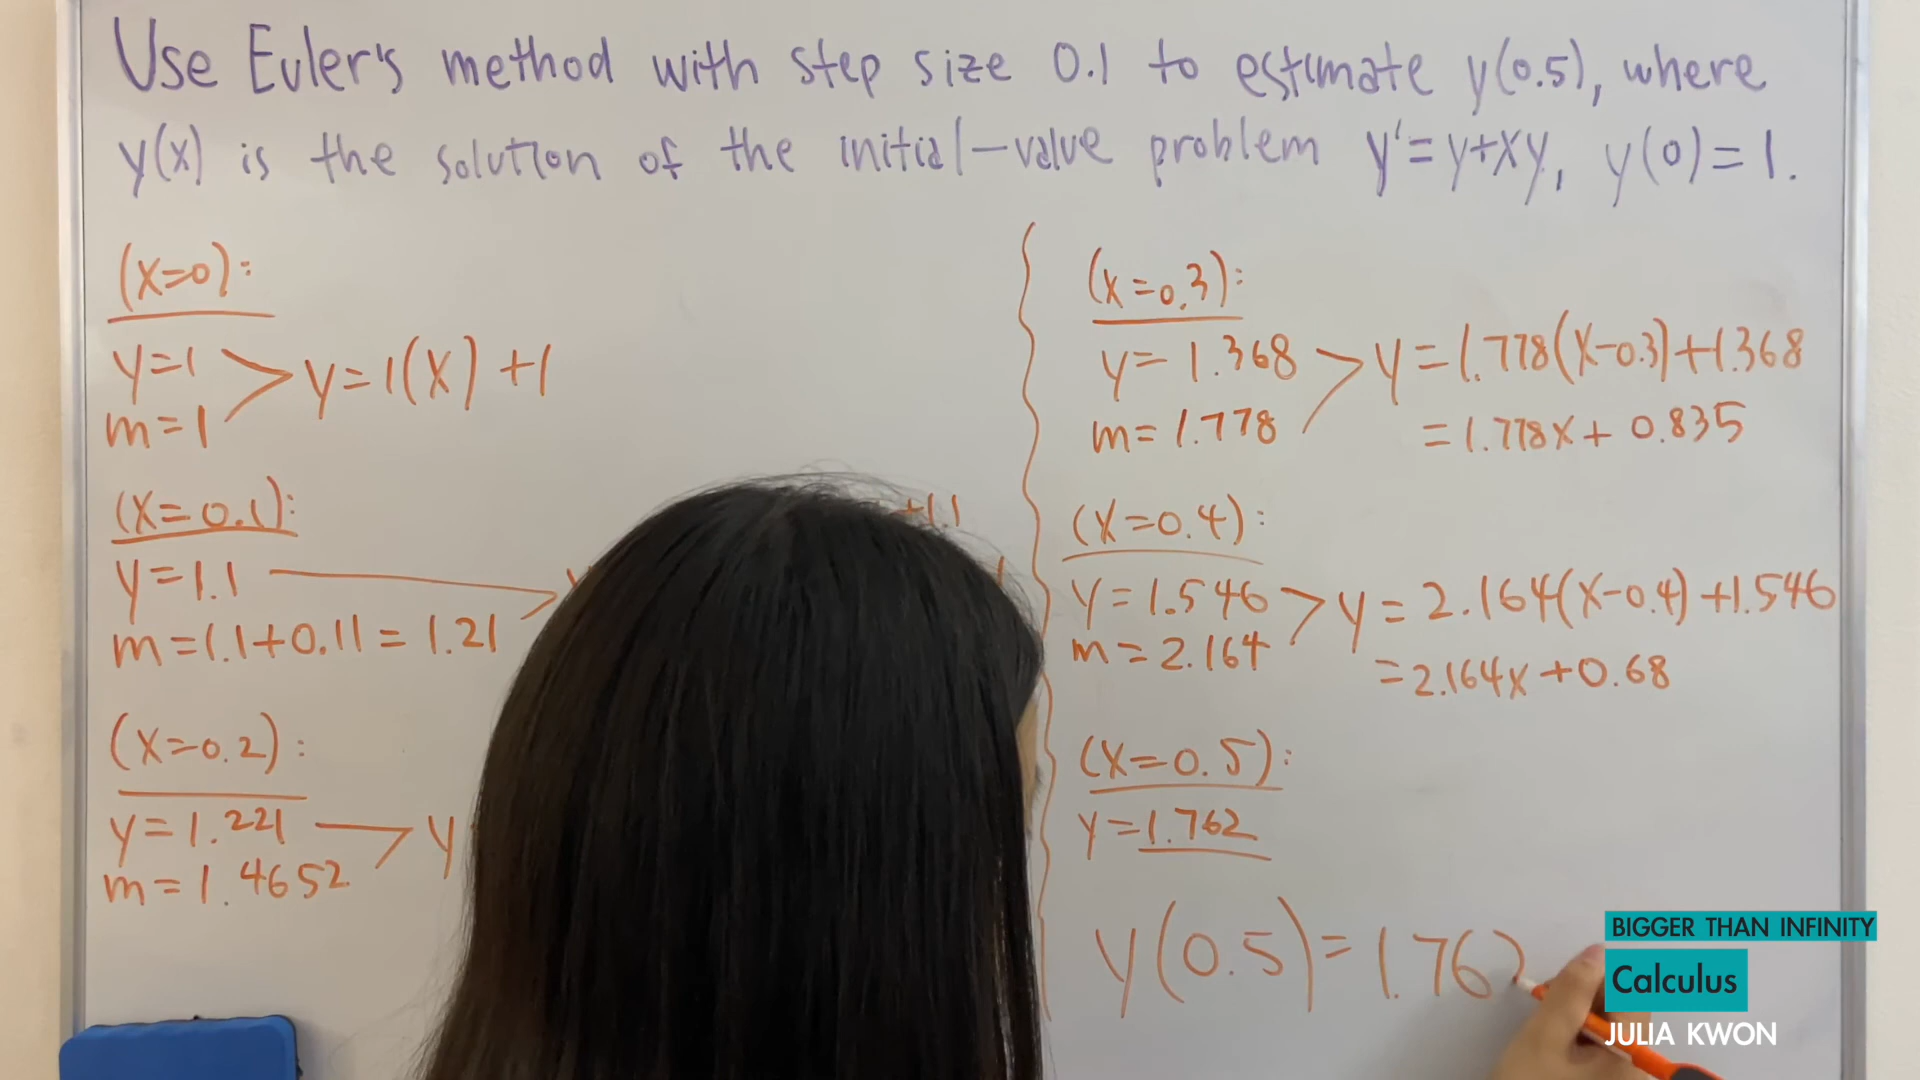 Use Euler's method with step size 0.1 to estimate y(0.5), where
y(x) is the solution of the initial-value problem y'=y+xy, y(0)=1.
(x=0):
y=1 > y=1(x)+1
m=1
(x=0.1):
+1.1
y=1.1
m=1.1+0.11=1.21
(x=0.2):
y=1.221 > y
m=1.4652
(x=0.3):
y=1.368 > y=1.778(x-0.3)+1.368
m=1.778 =1.778x+0.835
(x=0.4):
y=1.546 > y=2.164(x-0.4)+1.546
m=2.164 =2.164x+0.68
(x=0.5):
y=1.762
y(0.5)=1.762
BIGGER THAN INFINITY
Calculus
JULIA KWON